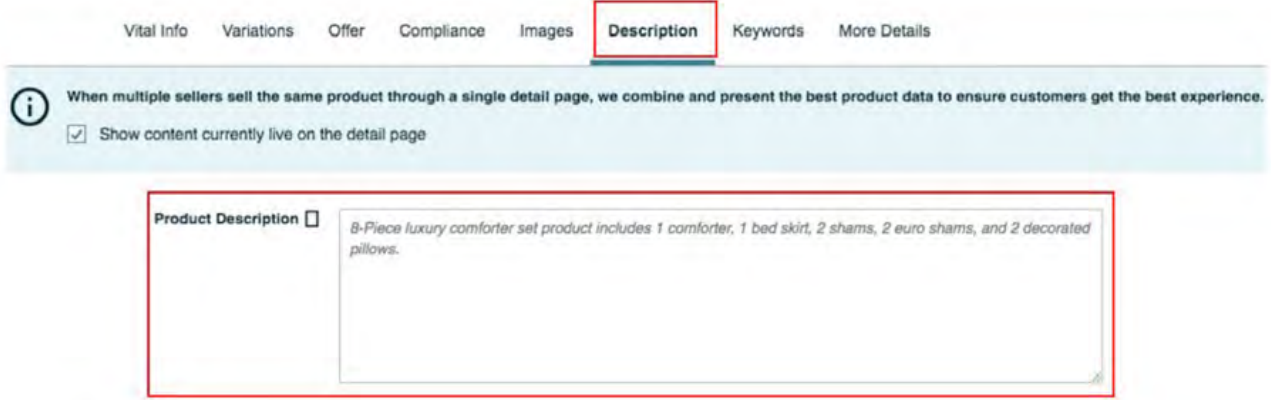 Vital Info Variations Offer Compliance Images Description Keywords More Details
When multiple sellers sell the same product through a single detail page, we combine and present the best product data to ensure customers get the best experience.
Show content currently live on the detail page
Product Description
8-Piece luxury comforter set product includes 1 comforter, 1 bed skirt, 2 shams, 2 euro shams, and 2 decorated
pillows.